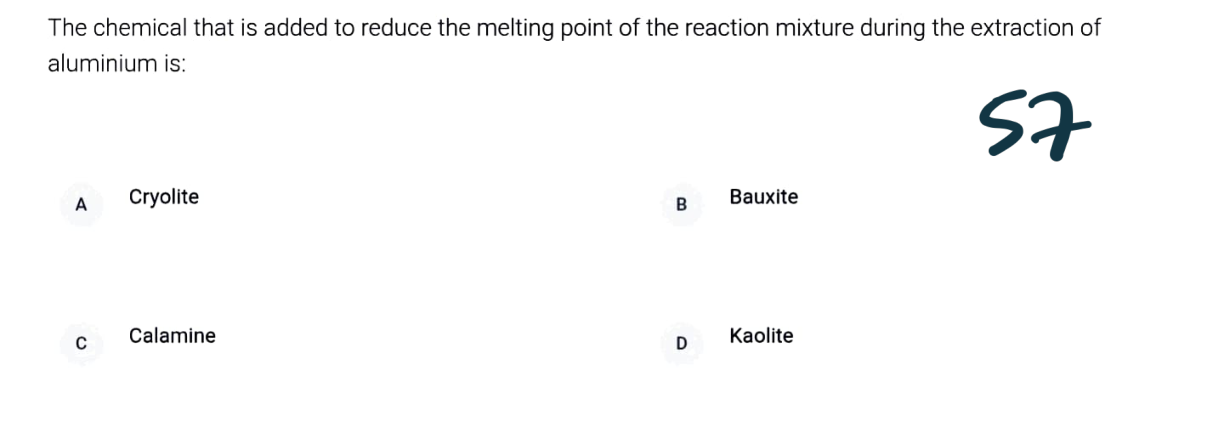 The chemical that is added to reduce the melting point of the reaction mixture during the extraction of
aluminium is:
57
A Cryolite
B Bauxite
C Calamine
D Kaolite